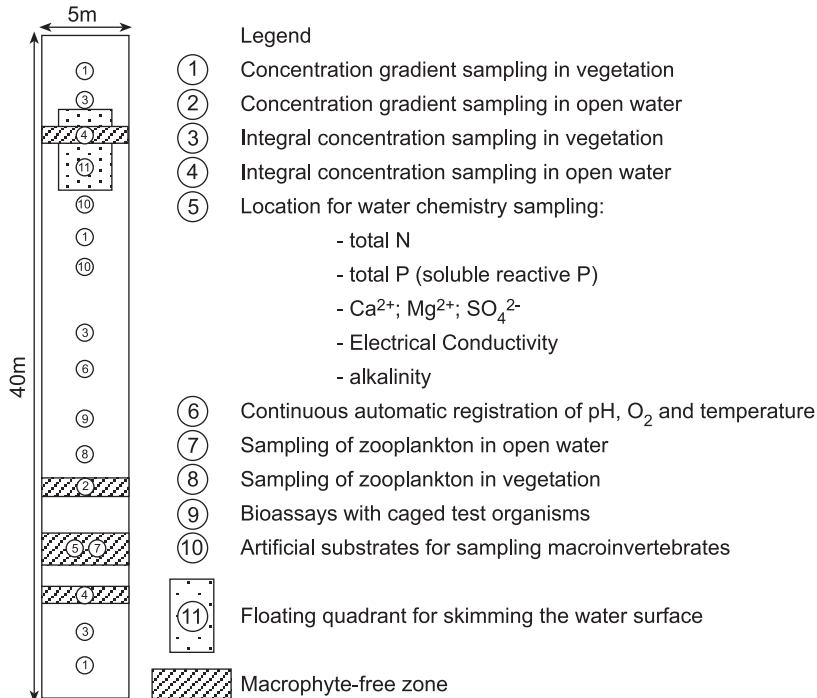 5m
40m
1
3
4
11
10
1
10
3
6
9
8
2
5 7
4
3
1
Legend
1 Concentration gradient sampling in vegetation
2 Concentration gradient sampling in open water
3 Integral concentration sampling in vegetation
4 Integral concentration sampling in open water
5 Location for water chemistry sampling:
- total N
- total P (soluble reactive P)
- Ca²⁺; Mg²⁺; SO₄²⁻
- Electrical Conductivity
- alkalinity
6 Continuous automatic registration of pH, O₂ and temperature
7 Sampling of zooplankton in open water
8 Sampling of zooplankton in vegetation
9 Bioassays with caged test organisms
10 Artificial substrates for sampling macroinvertebrates
11 Floating quadrant for skimming the water surface
Macrophyte-free zone